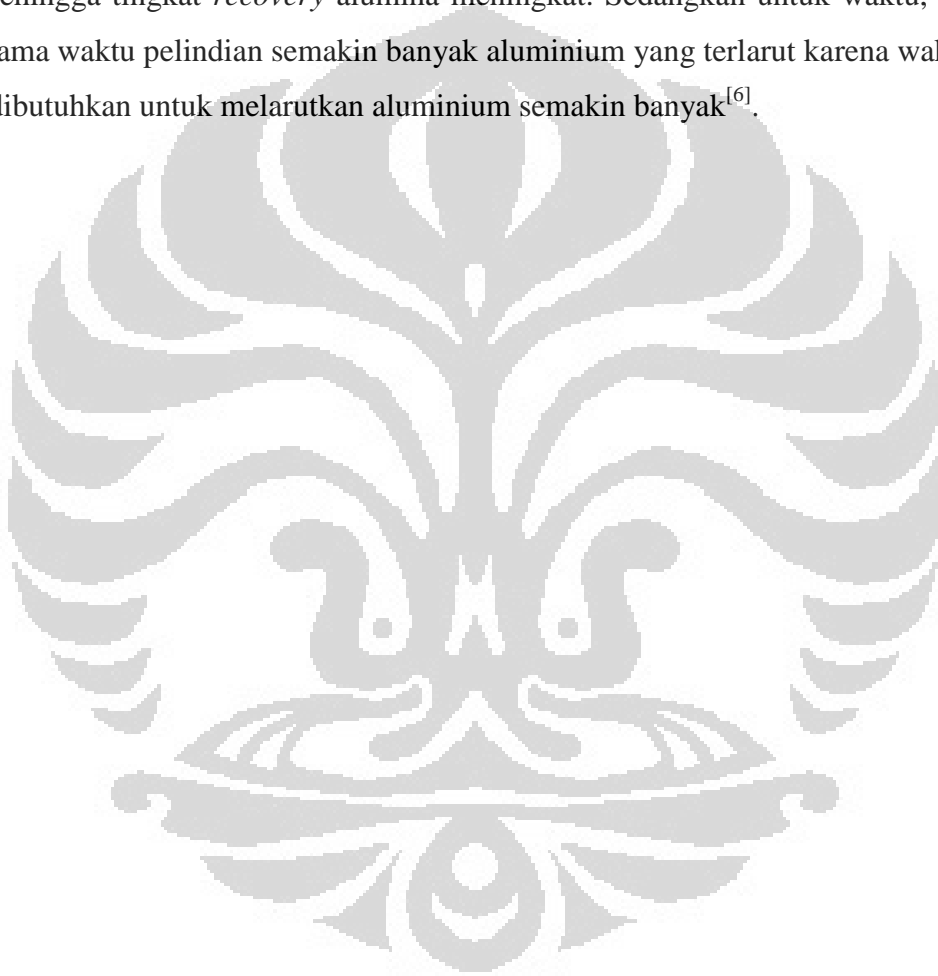 ehingga tingkat recovery alumina meningkat. Sedangkan untuk waktu,
ama waktu pelindian semakin banyak aluminium yang terlarut karena wak
dibutuhkan untuk melarutkan aluminium semakin banyak[6].